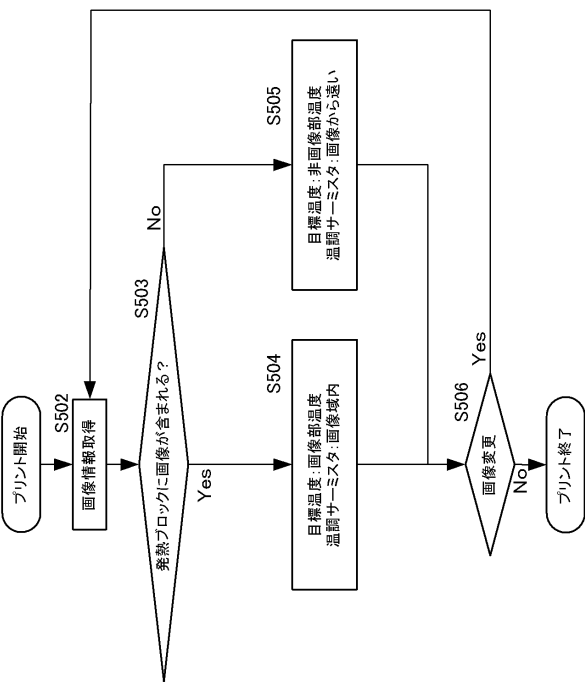 プリント開始
S502
画像情報取得
S503
発熱ブロックに画像が含まれる?
No
Yes
S505
目標温度:非画像部温度
温調サーミスタ:画像から遠い
S504
目標温度:画像部温度
温調サーミスタ:画像域内
S506
画像変更
Yes
No
プリント終了